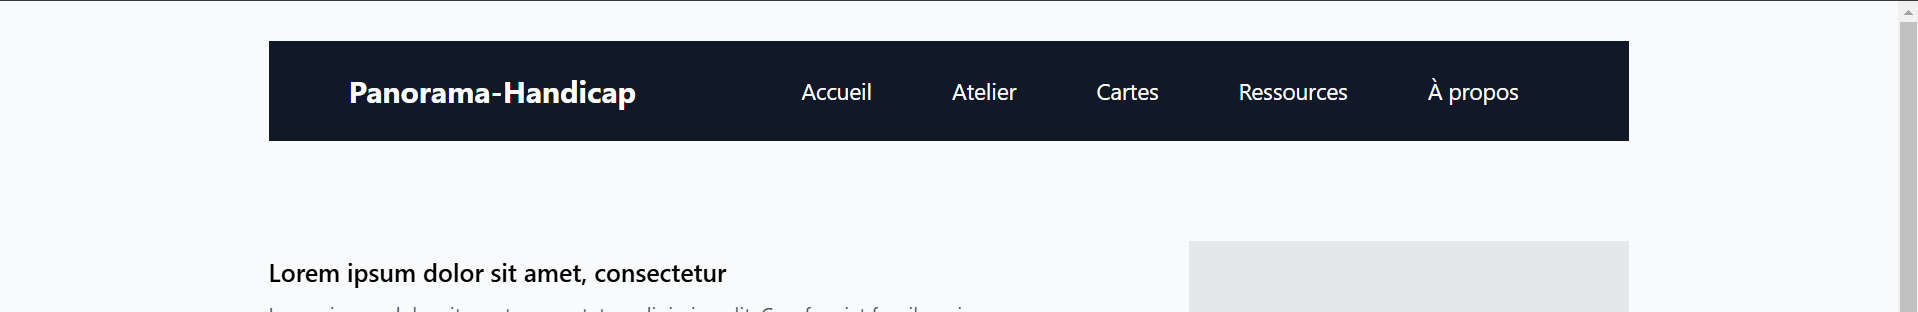 Panorama-Handicap Accueil Atelier Cartes Ressources À propos
Lorem ipsum dolor sit amet, consectetur